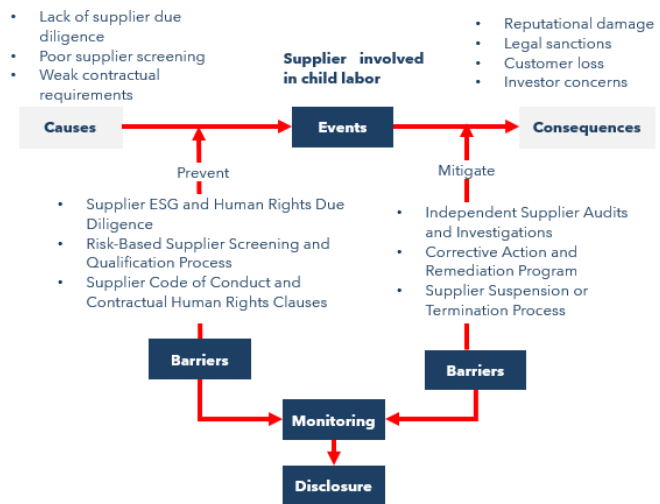 • Lack of supplier due
diligence
• Poor supplier screening
• Weak contractual
requirements
Supplier involved
in child labor
• Reputational damage
• Legal sanctions
• Customer loss
• Investor concerns
Causes
Events
Consequences
Prevent
Mitigate
• Supplier ESG and Human Rights Due
Diligence
• Risk-Based Supplier Screening and
Qualification Process
• Supplier Code of Conduct and
Contractual Human Rights Clauses
• Independent Supplier Audits
and Investigations
• Corrective Action and
Remediation Program
• Supplier Suspension or
Termination Process
Barriers
Barriers
Monitoring
Disclosure